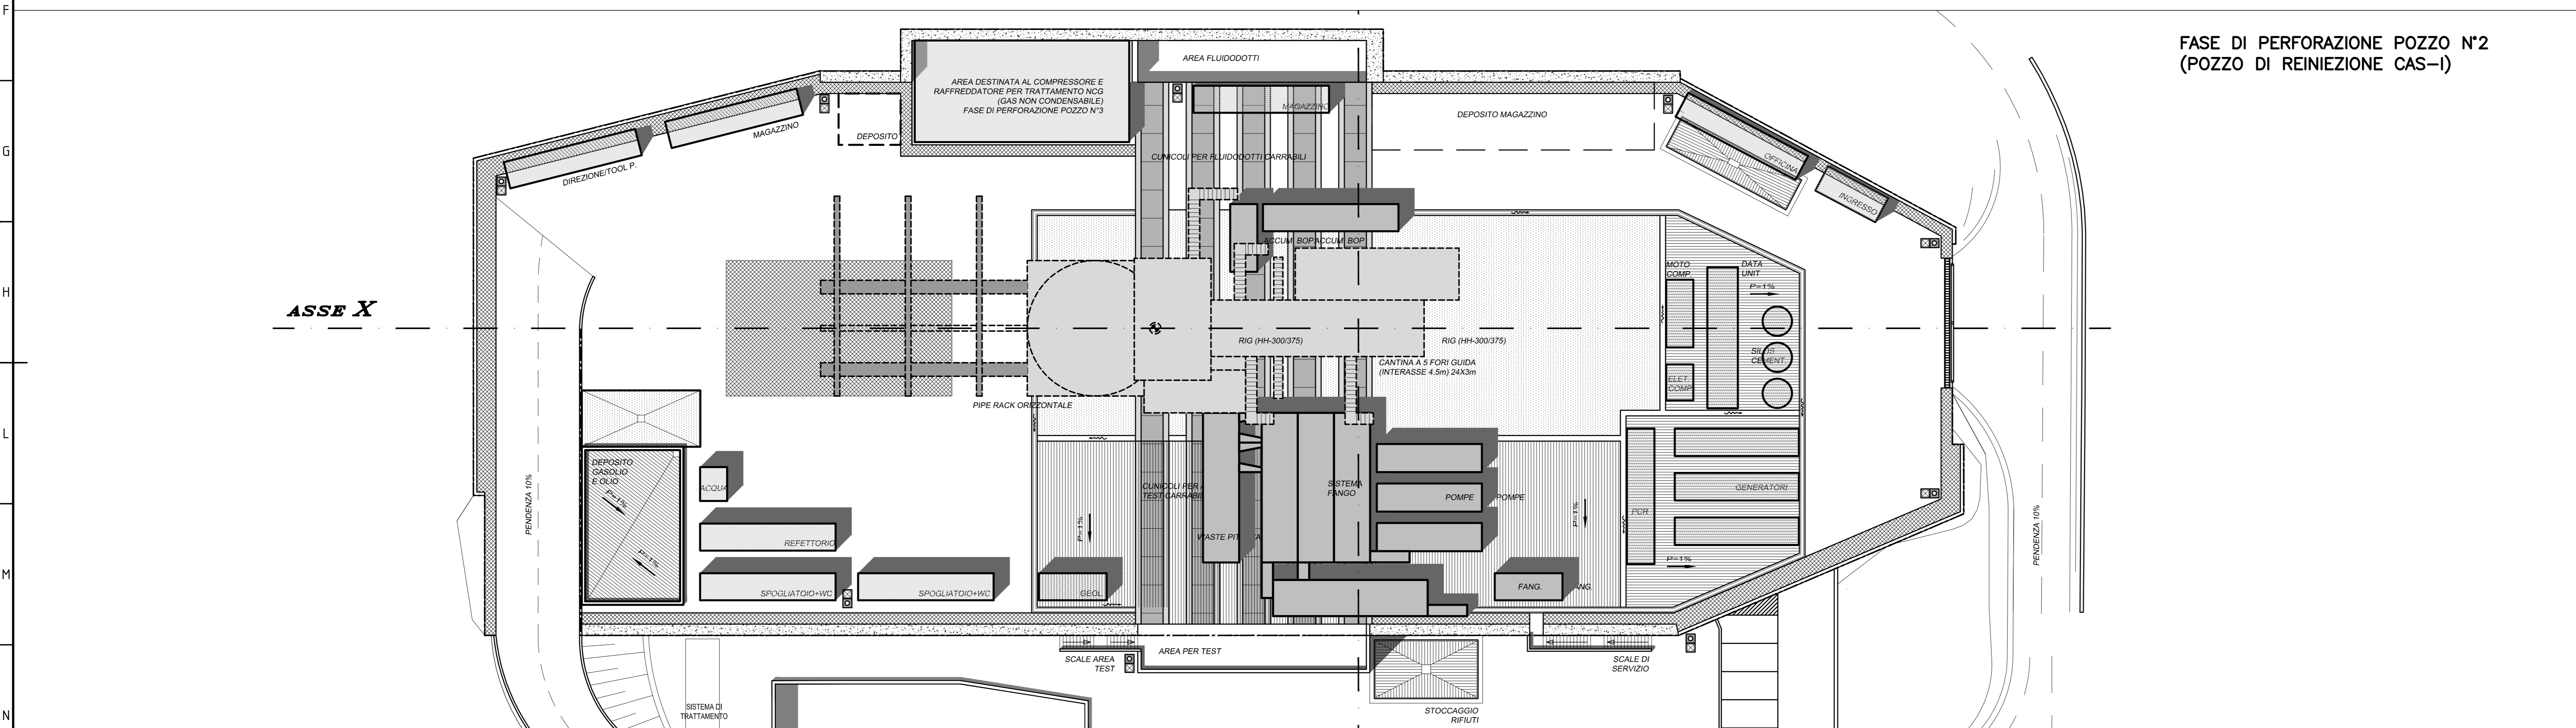 F
G
H
L
M
N
FASE DI PERFORAZIONE POZZO N°2
(POZZO DI REINIEZIONE CAS-I)
AREA FLUIDODOTTI
AREA DESTINATA AL COMPRESSORE E
RAFFREDDATORE PER TRATTAMENTO NCG
(GAS NON CONDENSABILE)
FASE DI PERFORAZIONE POZZO N°3
MAGAZZINO
DEPOSITO MAGAZZINO
MAGAZZINO
DEPOSITO
DIREZIONE/TOOL P.
CUNICOLI PER FLUIDODOTTI CARRABILI
OFFICINA
INGRESSO
ACCUM. BOP
ACCUM. BOP
MOTO
COMP.
DATA
UNIT
P=1%
ASSE X
RIG (HH-300/375)
RIG (HH-300/375)
CANTINA A 5 FORI GUIDA
(INTERASSE 4.5m) 24X3m
SILOS
CEMENT.
ELET.
COMP.
PIPE RACK ORIZZONTALE
DEPOSITO
GASOLIO
E OLIO
P=1%
P=1%
PENDENZA 10%
ACQUA
REFETTORIO
SPOGLIATOIO+WC
SPOGLIATOIO+WC
GEOL.
P=1%
CUNICOLI PER
TEST CARRABIL
WASTE PIT
SISTEMA
FANGO
POMPE
POMPE
P=1%
FANG.
NG.
PCR
P=1%
GENERATORI
PENDENZA 10%
SCALE AREA
TEST
AREA PER TEST
SCALE DI
SERVIZIO
STOCCAGGIO
RIFIUTI
SISTEMA DI
TRATTAMENTO